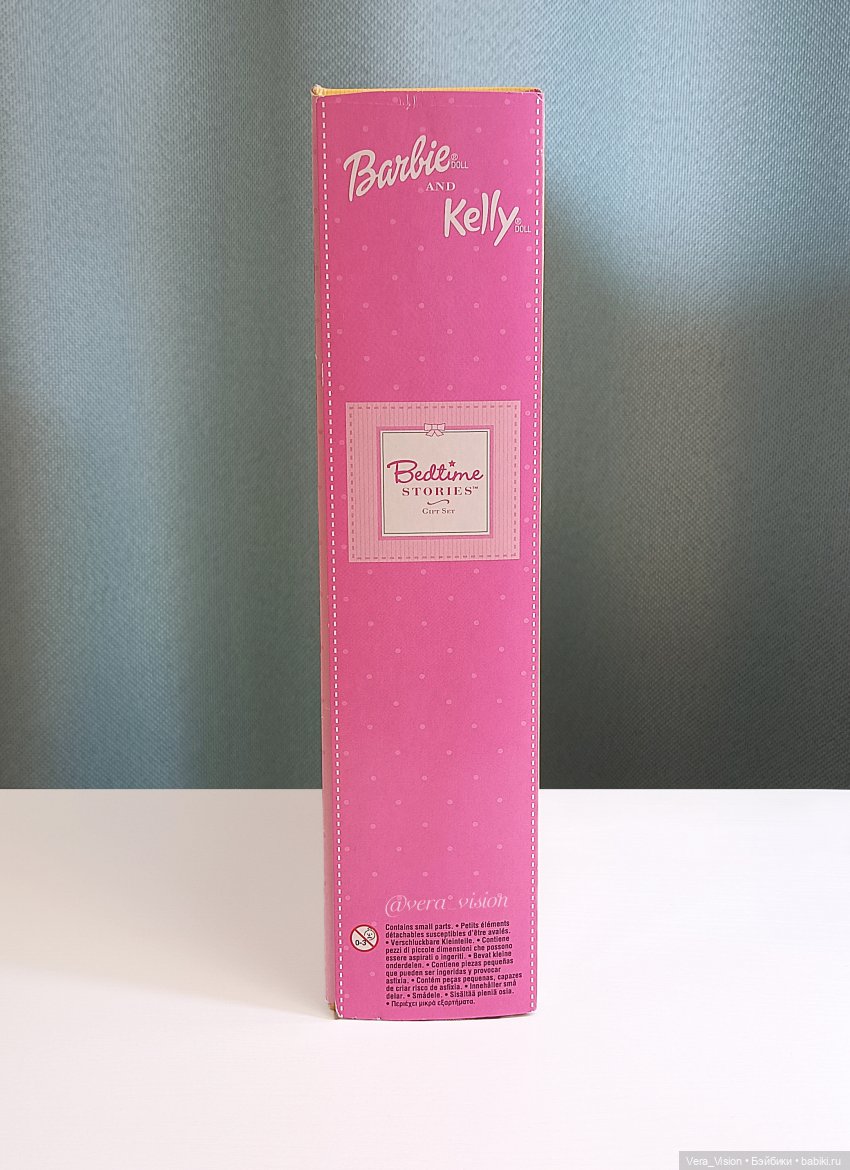 Barbie® DOLL
AND
Kelly® DOLL
Bedtime
STORIES™
GIFT SET
@vera_vision
0-3
Contains small parts. • Petits éléments
détachables susceptibles d'être avalés.
• Verschluckbare Kleinteile. • Contiene
pezzi di piccole dimensioni che possono
essere aspirati o ingeriti. • Bevat kleine
onderdelen. • Contiene piezas pequeñas
que pueden ser ingeridas y provocar
asfixia. • Contém peças pequenas, capazes
de criar risco de asfixia. • Innehåller små
delar. • Smådele. • Sisältää pieniä osia.
• Περιέχει μικρά εξαρτήματα.
Vera_Vision • Бэйбики • babiki.ru